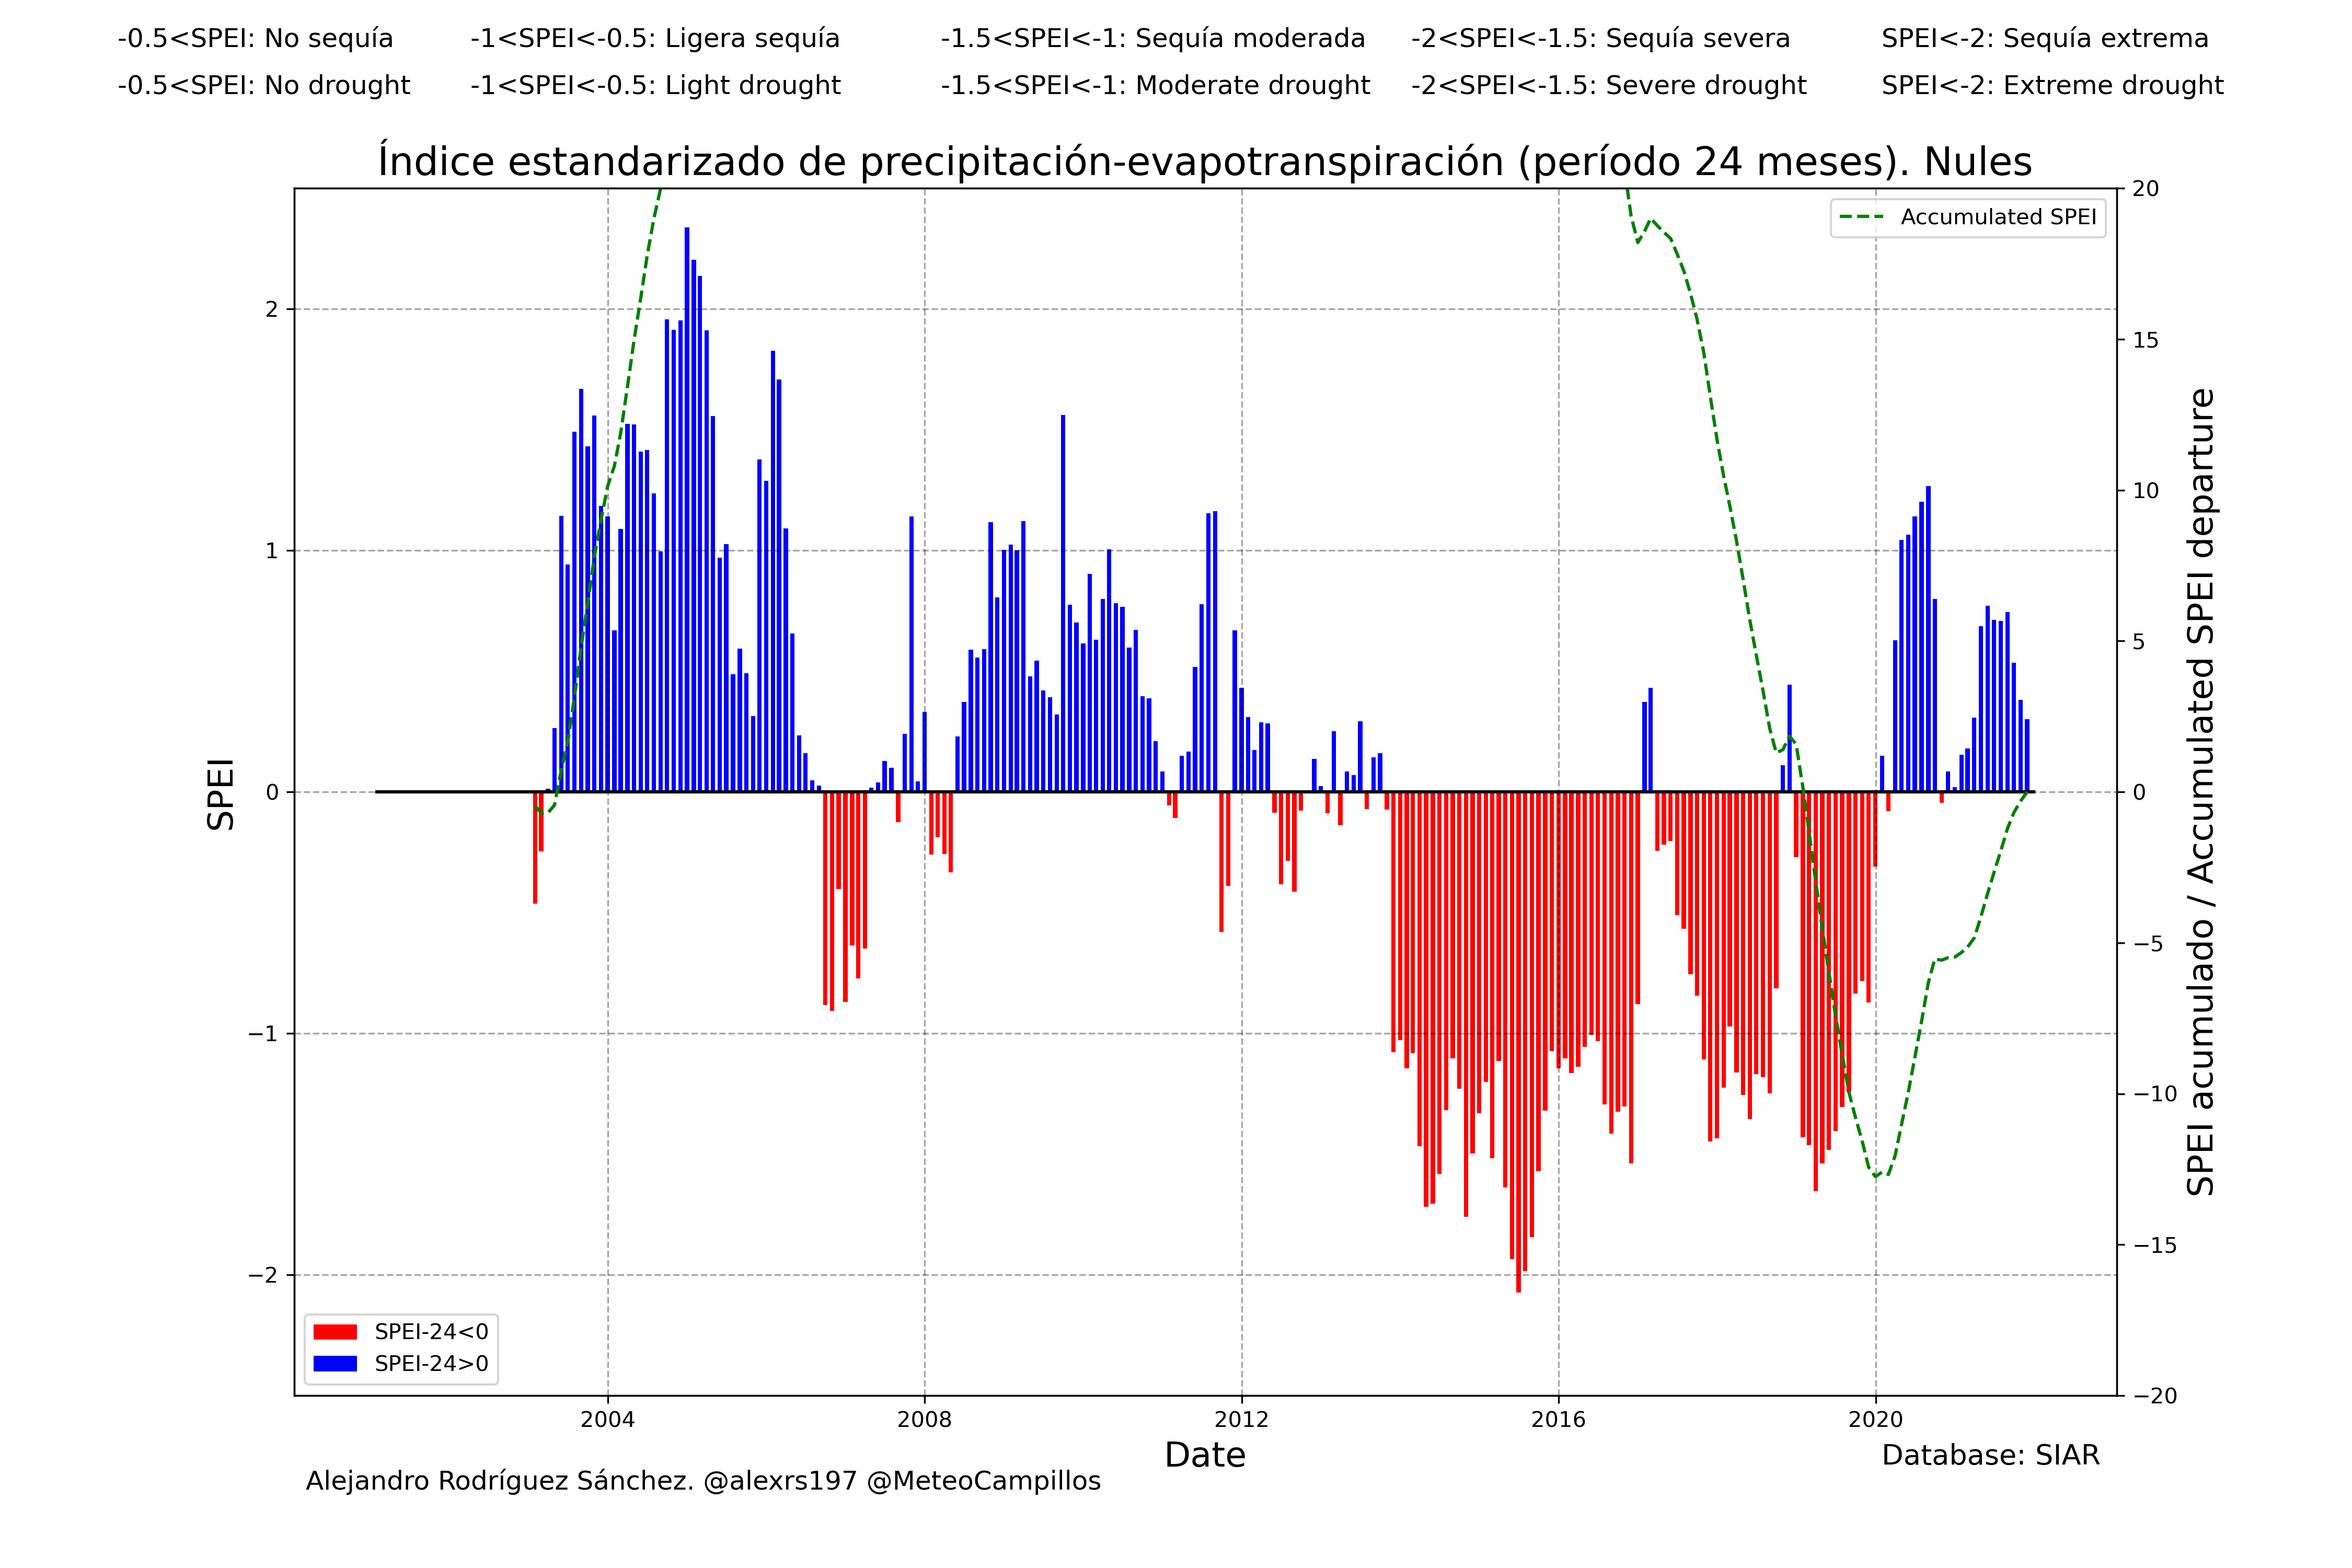 -0.5<SPEI: No sequía -1<SPEI<-0.5: Ligera sequía -1.5<SPEI<-1: Sequía moderada -2<SPEI<-1.5: Sequía severa SPEI<-2: Sequía extrema
-0.5<SPEI: No drought -1<SPEI<-0.5: Light drought -1.5<SPEI<-1: Moderate drought -2<SPEI<-1.5: Severe drought SPEI<-2: Extreme drought
Índice estandarizado de precipitación-evapotranspiración (período 24 meses). Nules
Accumulated SPEI
SPEI
2
1
0
−1
−2
20
15
10
5
0
−5
−10
−15
−20
SPEI acumulado / Accumulated SPEI departure
SPEI-24<0
SPEI-24>0
2004 2008 2012 2016 2020
Date
Database: SIAR
Alejandro Rodríguez Sánchez. @alexrs197 @MeteoCampillos